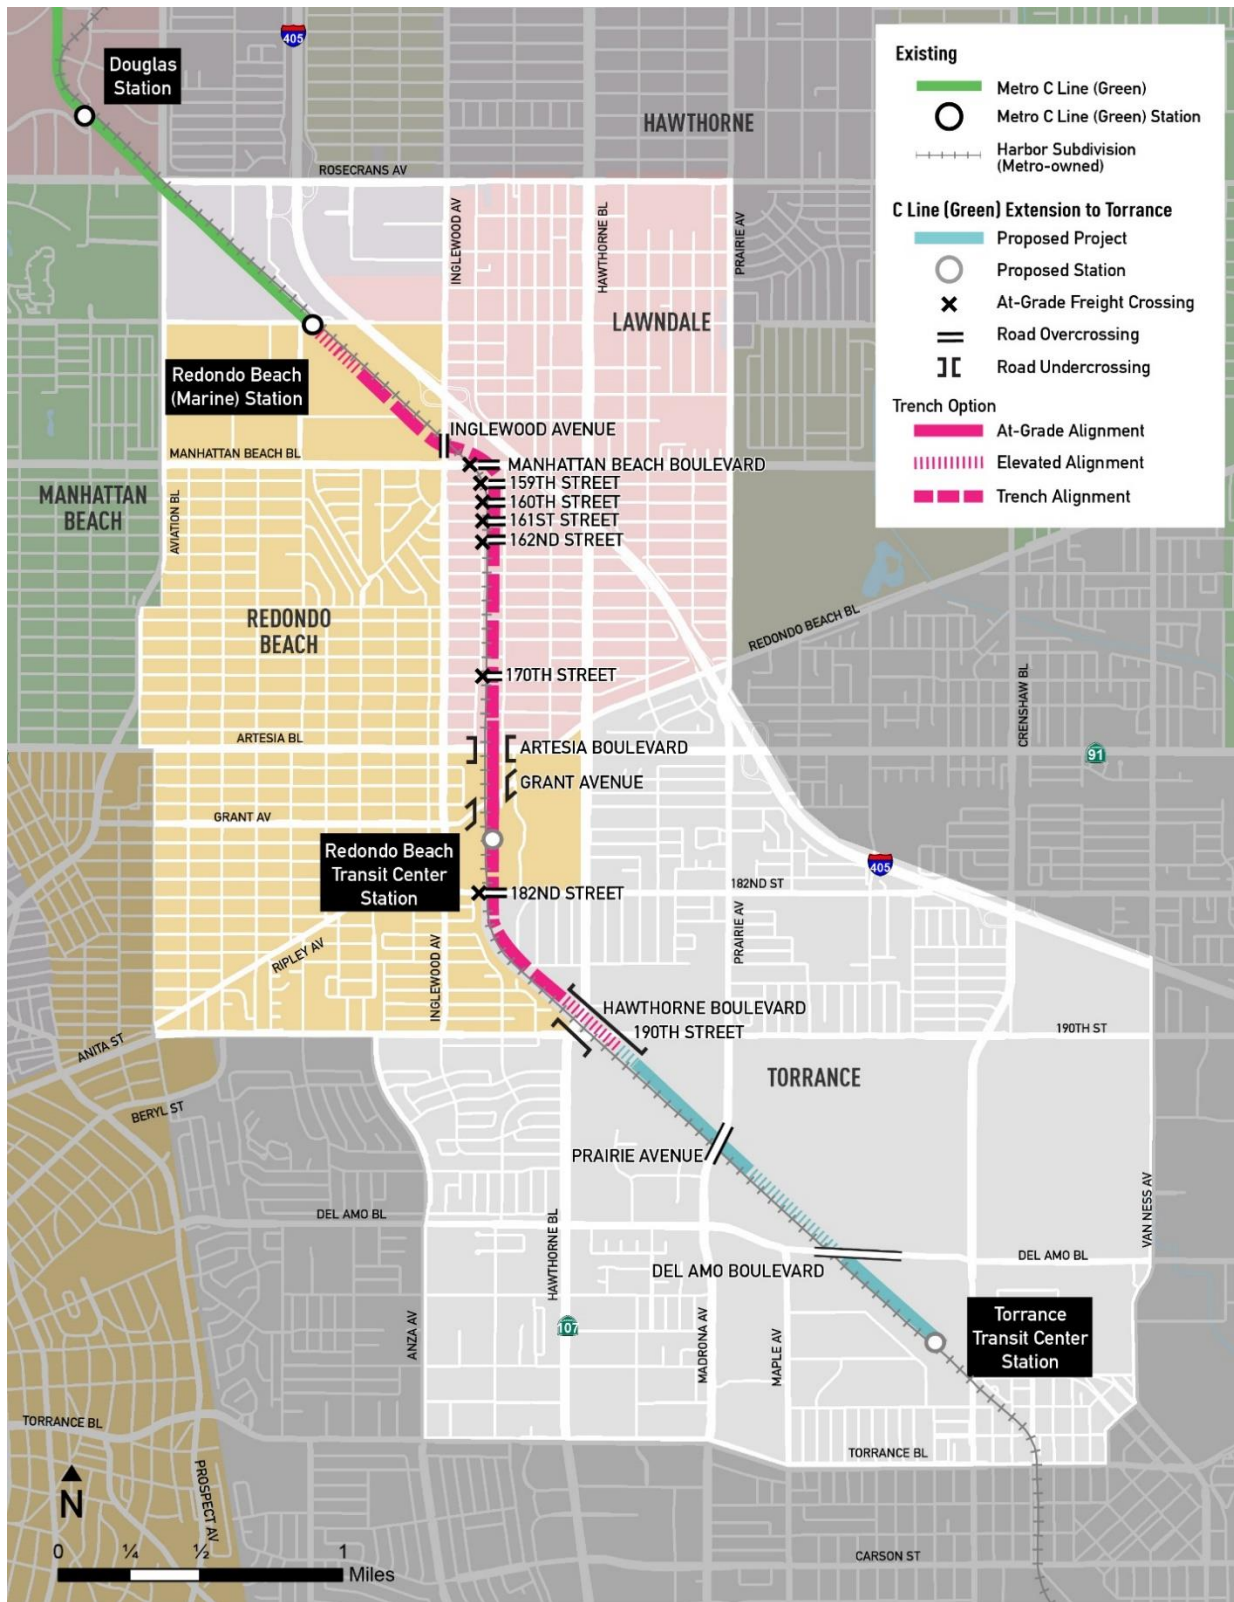 405
Douglas
Station
HAWTHORNE
ROSECRANS AV
INGLEWOOD AV
HAWTHORNE BL
PRAIRIE AV
LAWNDALE
Existing
Metro C Line (Green)
Metro C Line (Green) Station
Harbor Subdivision
(Metro-owned)
C Line (Green) Extension to Torrance
Proposed Project
Proposed Station
At-Grade Freight Crossing
Road Overcrossing
Road Undercrossing
Trench Option
At-Grade Alignment
Elevated Alignment
Trench Alignment
Redondo Beach
(Marine) Station
INGLEWOOD AVENUE
MANHATTAN BEACH BL
MANHATTAN BEACH BOULEVARD
159TH STREET
160TH STREET
161ST STREET
162ND STREET
MANHATTAN
BEACH
AVIATION BL
REDONDO
BEACH
REDONDO BEACH BL
170TH STREET
CRENSHAW BL
ARTESIA BL
ARTESIA BOULEVARD
91
GRANT AVENUE
GRANT AV
Redondo Beach
Transit Center
Station
405
182ND STREET
182ND ST
PRAIRIE AV
RIPLEY AV
INGLEWOOD AV
HAWTHORNE BOULEVARD
190TH STREET
190TH ST
ANITA ST
TORRANCE
BERYL ST
PRAIRIE AVENUE
VAN NESS AV
DEL AMO BL
HAWTHORNE BL
DEL AMO BL
DEL AMO BOULEVARD
ANZA AV
107
MADRONA AV
MAPLE AV
Torrance
Transit Center
Station
TORRANCE BL
TORRANCE BL
PROSPECT AV
N
CARSON ST
0 ¼ ½ 1
Miles